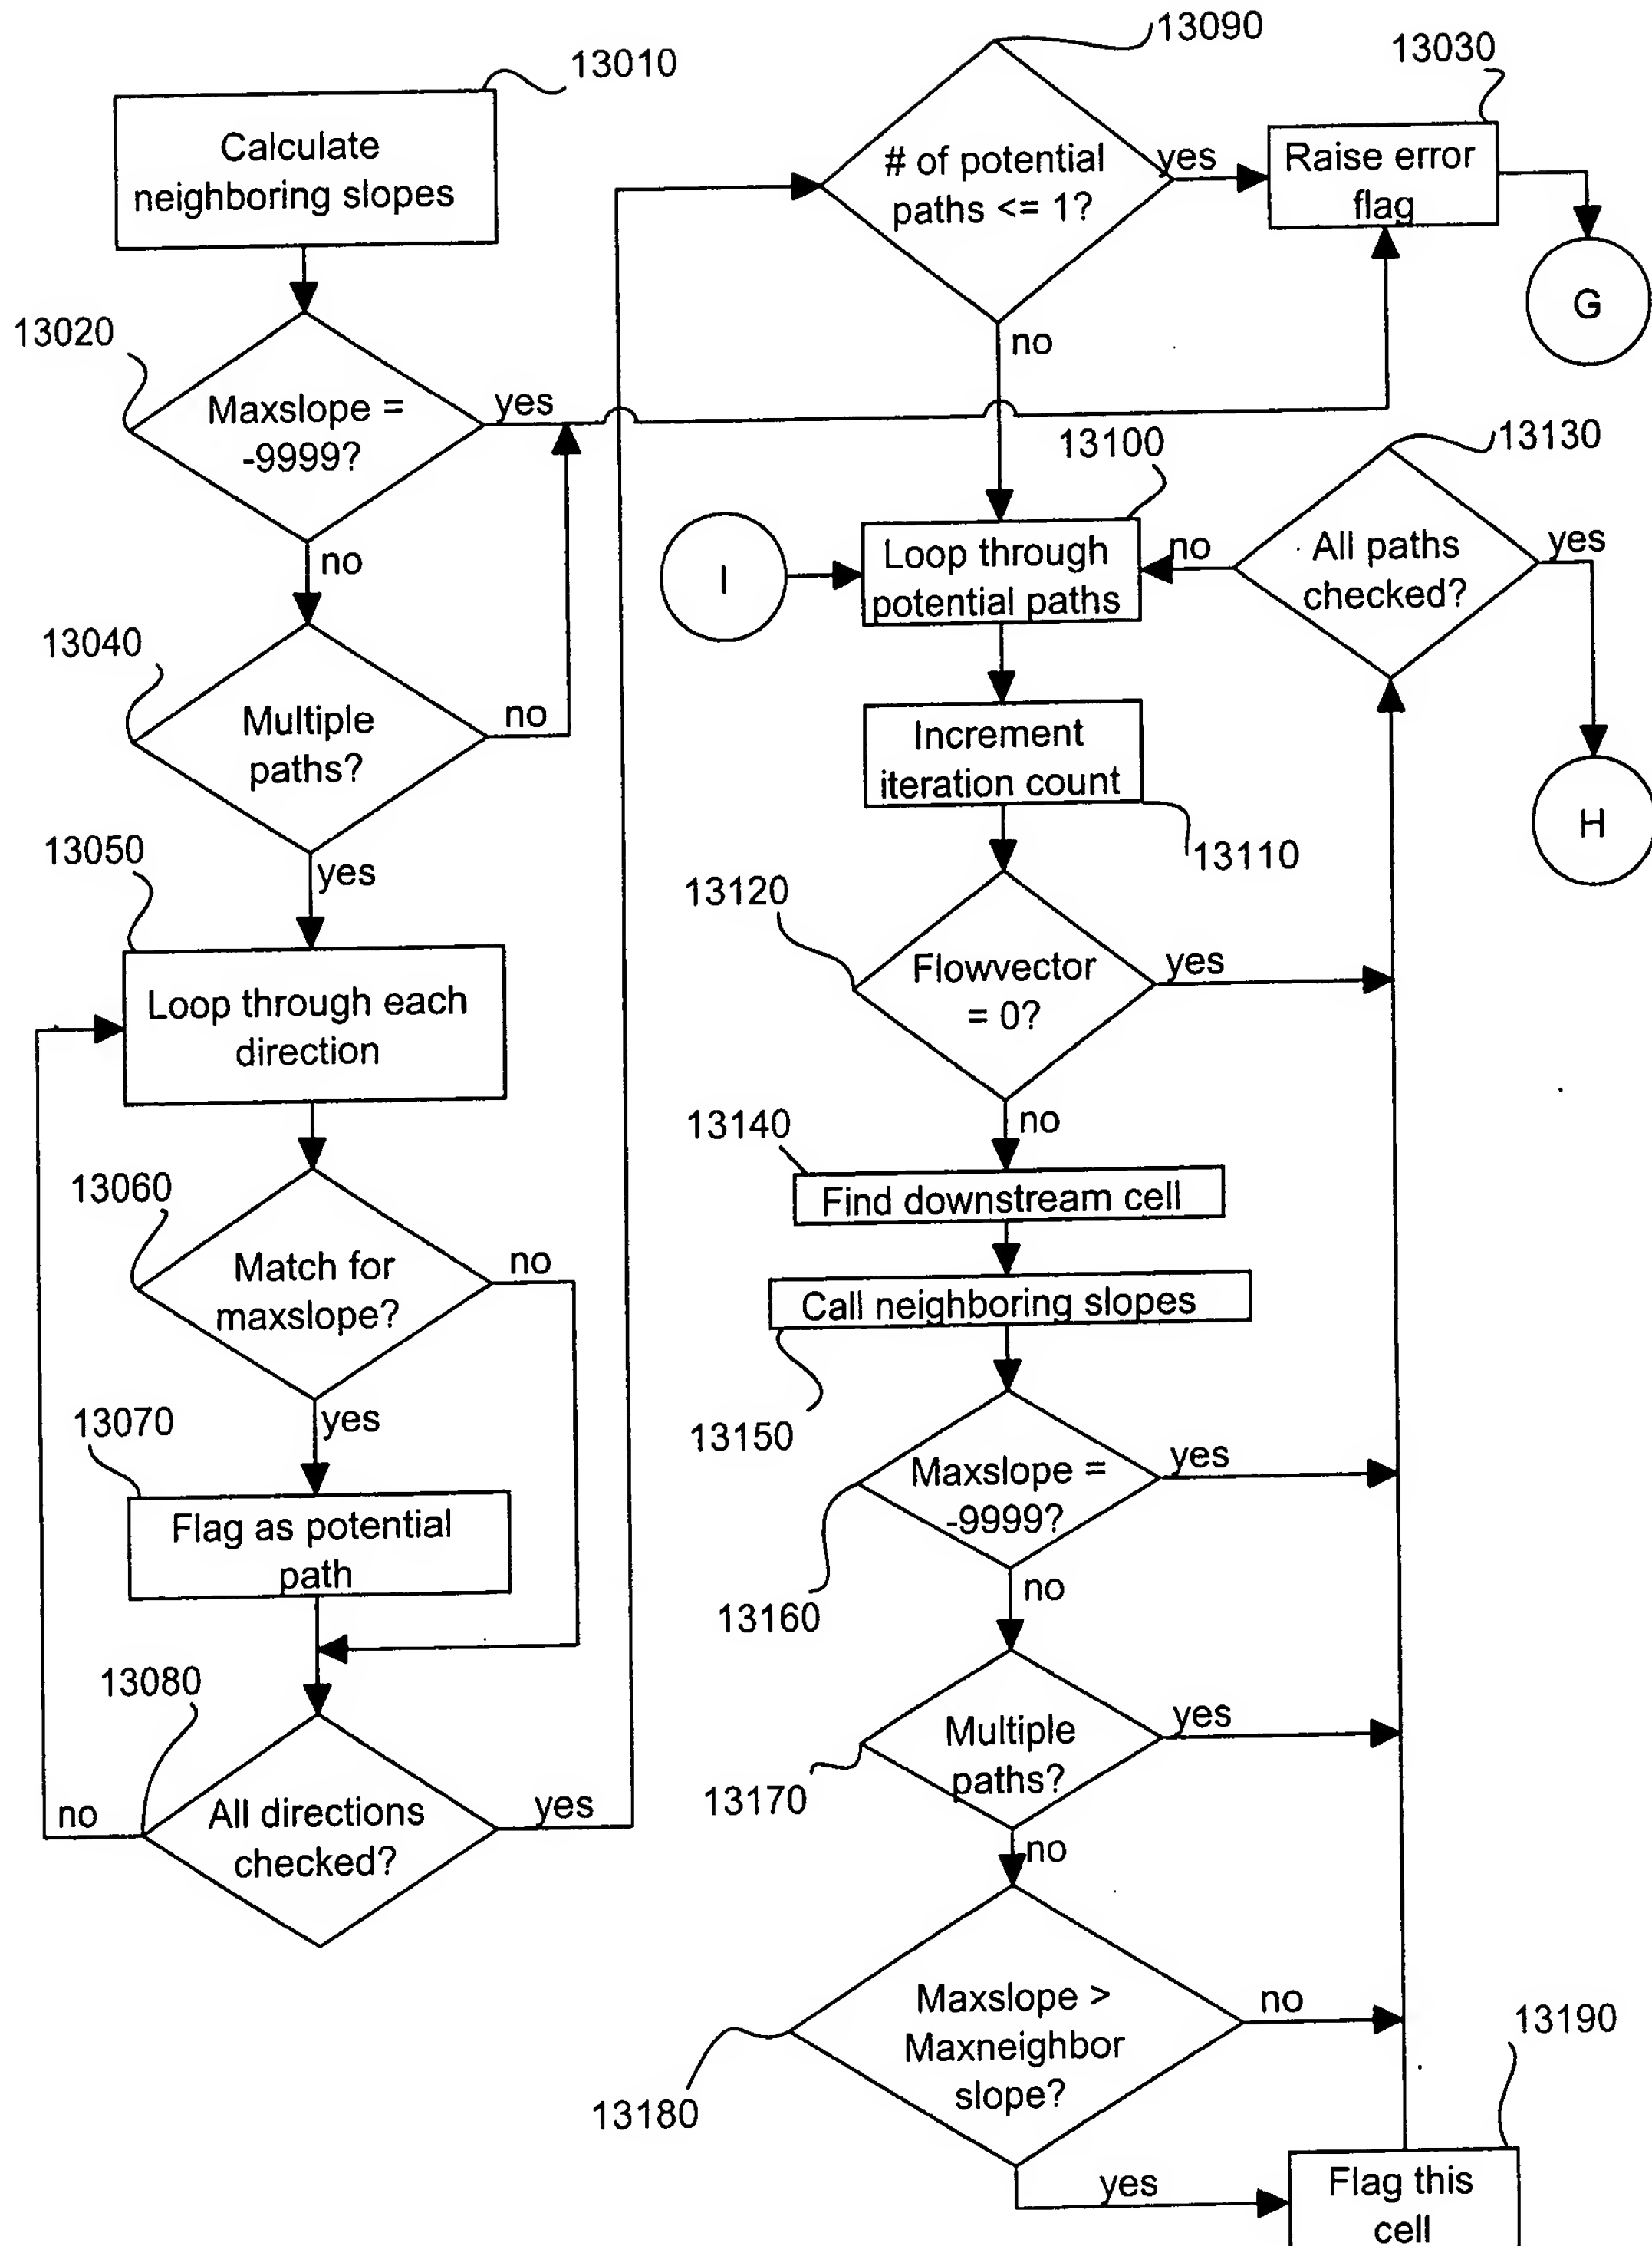 13010
Calculate
neighboring slopes
13020
Maxslope =
-9999?
yes
no
13040
Multiple
paths?
no
yes
13050
Loop through each
direction
13060
Match for
maxslope?
no
yes
13070
Flag as potential
path
13080
All directions
checked?
no
yes
13090
# of potential
paths <= 1?
yes
no
13030
Raise error
flag
G
13100
I
Loop through
potential paths
no
13130
All paths
checked?
yes
H
Increment
iteration count
13110
13120
Flowvector
= 0?
yes
no
13140
Find downstream cell
Call neighboring slopes
13150
Maxslope =
-9999?
yes
no
13160
Multiple
paths?
yes
no
13170
Maxslope >
Maxneighbor
slope?
no
yes
13180
13190
Flag this
cell